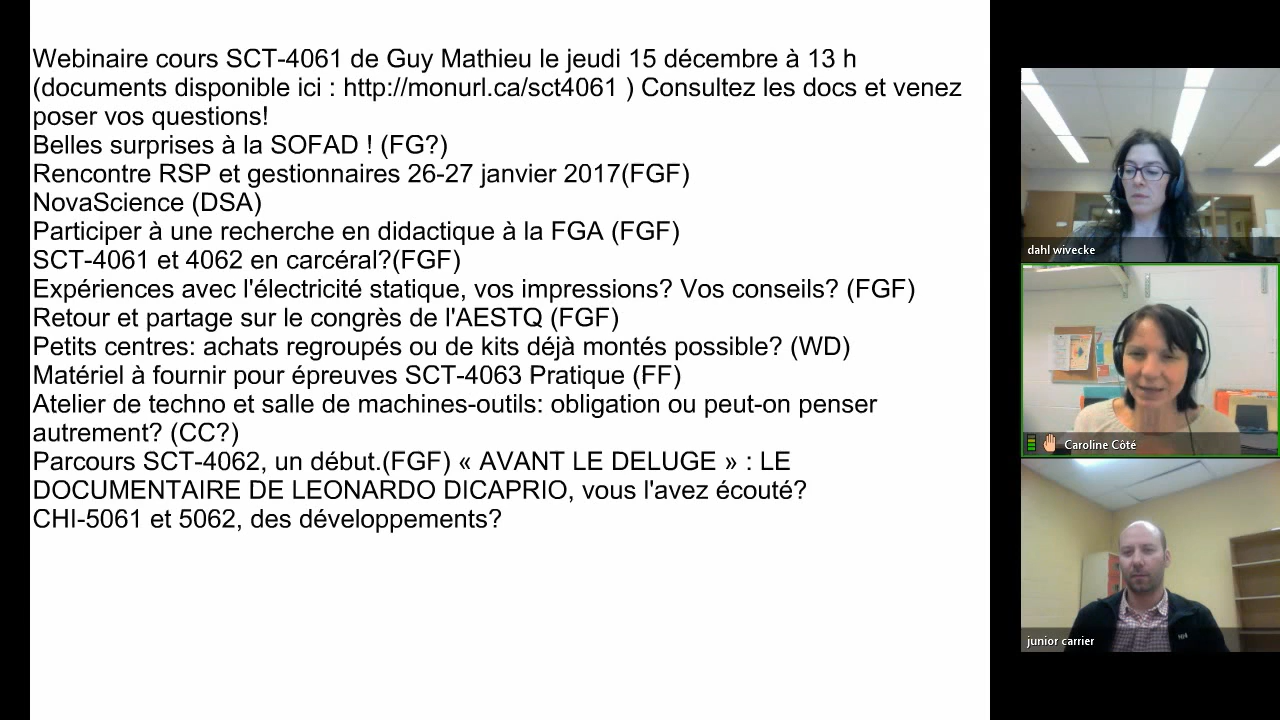 Webinaire cours SCT-4061 de Guy Mathieu le jeudi 15 décembre à 13 h
(documents disponible ici : http://monurl.ca/sct4061 ) Consultez les docs et venez
poser vos questions!
Belles surprises à la SOFAD ! (FG?)
Rencontre RSP et gestionnaires 26-27 janvier 2017(FGF)
NovaScience (DSA)
Participer à une recherche en didactique à la FGA (FGF)
SCT-4061 et 4062 en carcéral?(FGF)
Expériences avec l'électricité statique, vos impressions? Vos conseils? (FGF)
Retour et partage sur le congrès de l'AESTQ (FGF)
Petits centres: achats regroupés ou de kits déjà montés possible? (WD)
Matériel à fournir pour épreuves SCT-4063 Pratique (FF)
Atelier de techno et salle de machines-outils: obligation ou peut-on penser
autrement? (CC?)
Parcours SCT-4062, un début.(FGF) « AVANT LE DELUGE » : LE
DOCUMENTAIRE DE LEONARDO DICAPRIO, vous l'avez écouté?
CHI-5061 et 5062, des développements?
dahl wivecke
Caroline Côté
junior carrier